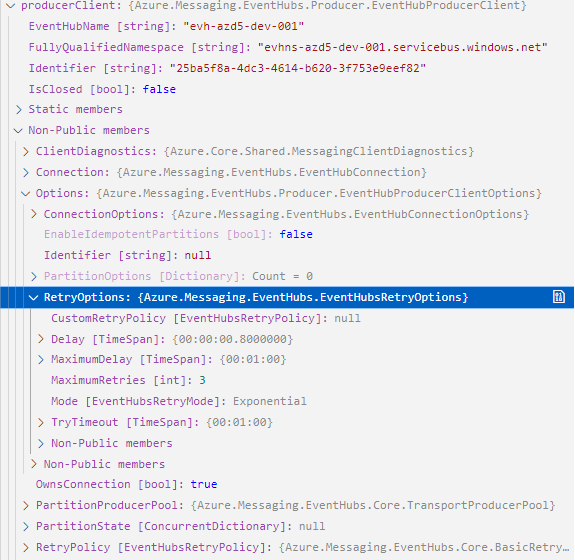 producerClient: {Azure.Messaging.EventHubs.Producer.EventHubProducerClient}
EventHubName [string]: "evh-azd5-dev-001"
FullyQualifiedNamespace [string]: "evhns-azd5-dev-001.servicebus.windows.net"
Identifier [string]: "25ba5f8a-4dc3-4614-b620-3f753e9eef82"
IsClosed [bool]: false
Static members
Non-Public members
ClientDiagnostics: {Azure.Core.Shared.MessagingClientDiagnostics}
Connection: {Azure.Messaging.EventHubs.EventHubConnection}
Options: {Azure.Messaging.EventHubs.Producer.EventHubProducerClientOptions}
ConnectionOptions: {Azure.Messaging.EventHubs.EventHubConnectionOptions}
EnableIdempotentPartitions [bool]: false
Identifier [string]: null
PartitionOptions [Dictionary]: Count = 0
RetryOptions: {Azure.Messaging.EventHubs.EventHubsRetryOptions}
CustomRetryPolicy [EventHubsRetryPolicy]: null
Delay [TimeSpan]: {00:00:00.8000000}
MaximumDelay [TimeSpan]: {00:01:00}
MaximumRetries [int]: 3
Mode [EventHubsRetryMode]: Exponential
TryTimeout [TimeSpan]: {00:01:00}
Non-Public members
Non-Public members
OwnsConnection [bool]: true
PartitionProducerPool: {Azure.Messaging.EventHubs.Core.TransportProducerPool}
PartitionState [ConcurrentDictionary]: null
RetryPolicy [EventHubsRetryPolicy]: {Azure.Messaging.EventHubs.Core.BasicRetry…